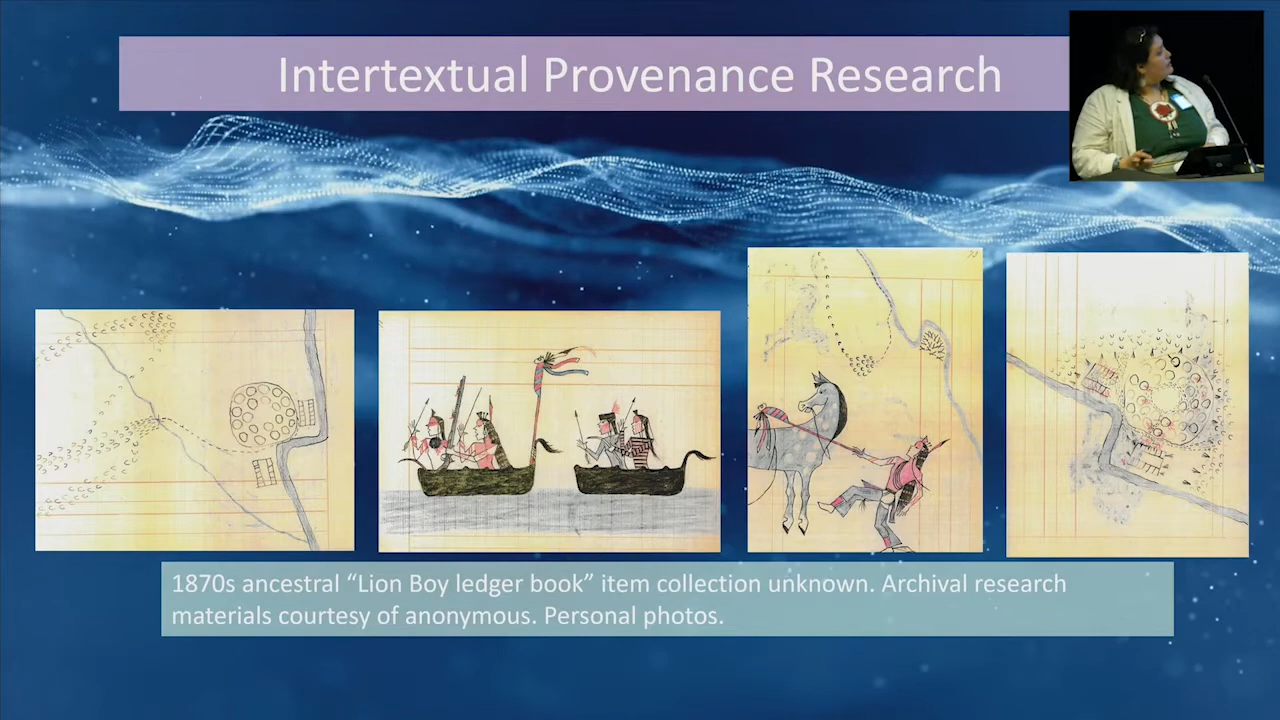 Intertextual Provenance Research
1870s ancestral “Lion Boy ledger book” item collection unknown. Archival research
materials courtesy of anonymous. Personal photos.